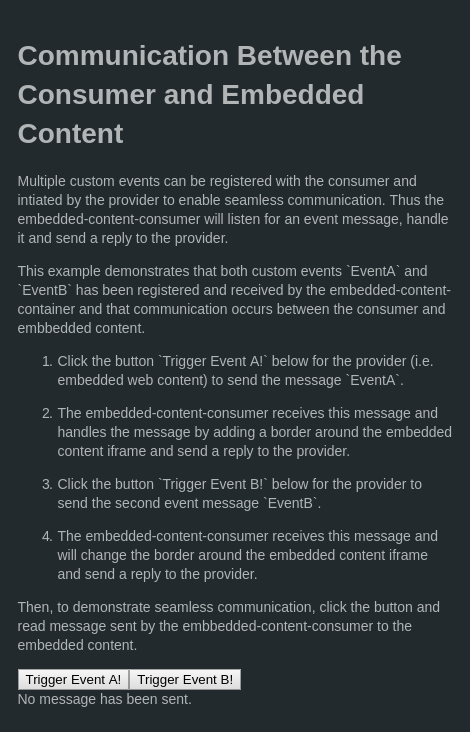 Communication Between the
Consumer and Embedded
Content
Multiple custom events can be registered with the consumer and
intiated by the provider to enable seamless communication. Thus the
embedded-content-consumer will listen for an event message, handle
it and send a reply to the provider.
This example demonstrates that both custom events `EventA` and
`EventB` has been registered and received by the embedded-content-
container and that communication occurs between the consumer and
embbedded content.
1. Click the button `Trigger Event A!` below for the provider (i.e.
embedded web content) to send the message `EventA`.
2. The embedded-content-consumer receives this message and
handles the message by adding a border around the embedded
content iframe and send a reply to the provider.
3. Click the button `Trigger Event B!` below for the provider to
send the second event message `EventB`.
4. The embedded-content-consumer receives this message and
will change the border around the embedded content iframe
and send a reply to the provider.
Then, to demonstrate seamless communication, click the button and
read message sent by the embbedded-content-consumer to the
embedded content.
Trigger Event A! Trigger Event B!
No message has been sent.